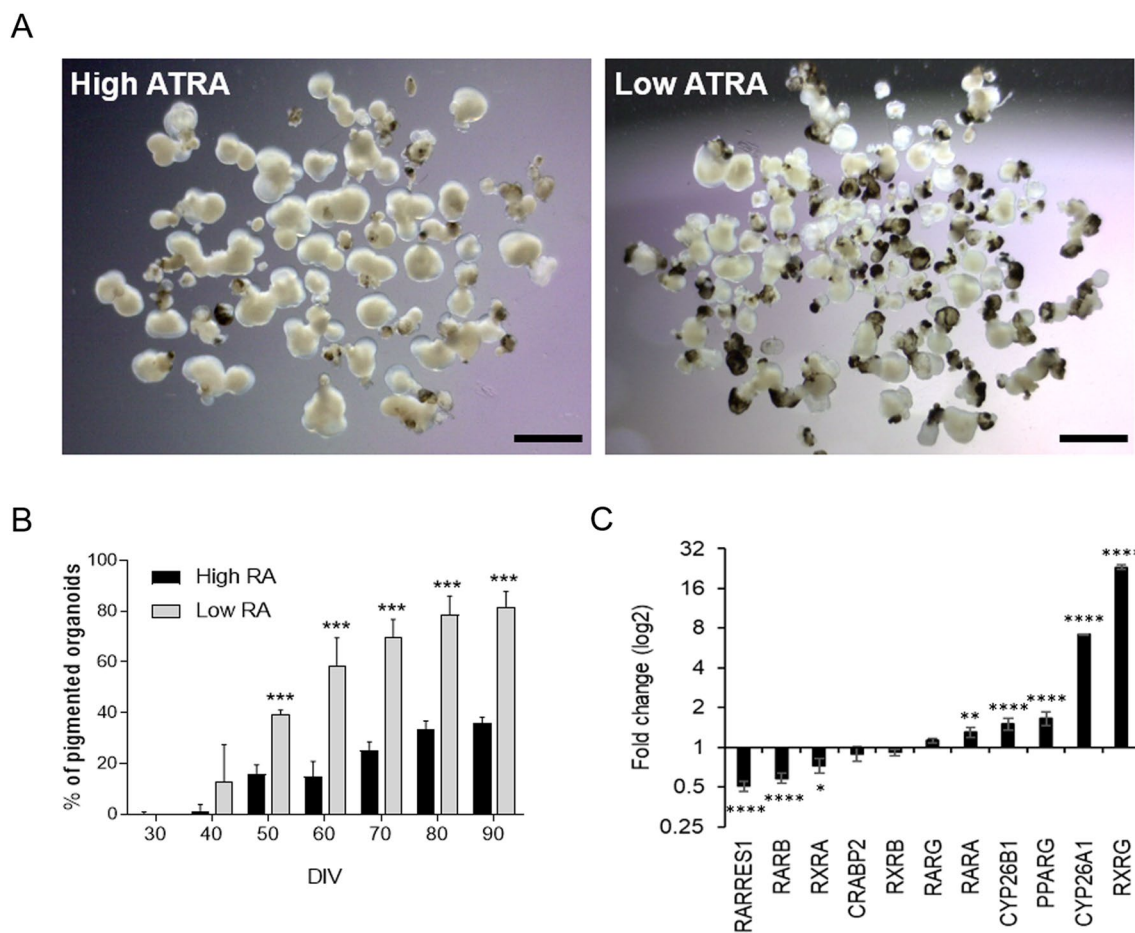 A
High ATRA
Low ATRA
B
% of pigmented organoids
100
80
60
40
20
0
High RA
Low RA
***
***
***
***
***
30 40 50 60 70 80 90
DIV
C
Fold change (log2)
32
16
8
4
2
1
0.5
0.25
****
****
*
**
****
****
****
****
RARRES1
RARB
RXRA
CRABP2
RXRB
RARG
RARA
CYP26B1
PPARG
CYP26A1
RXRG